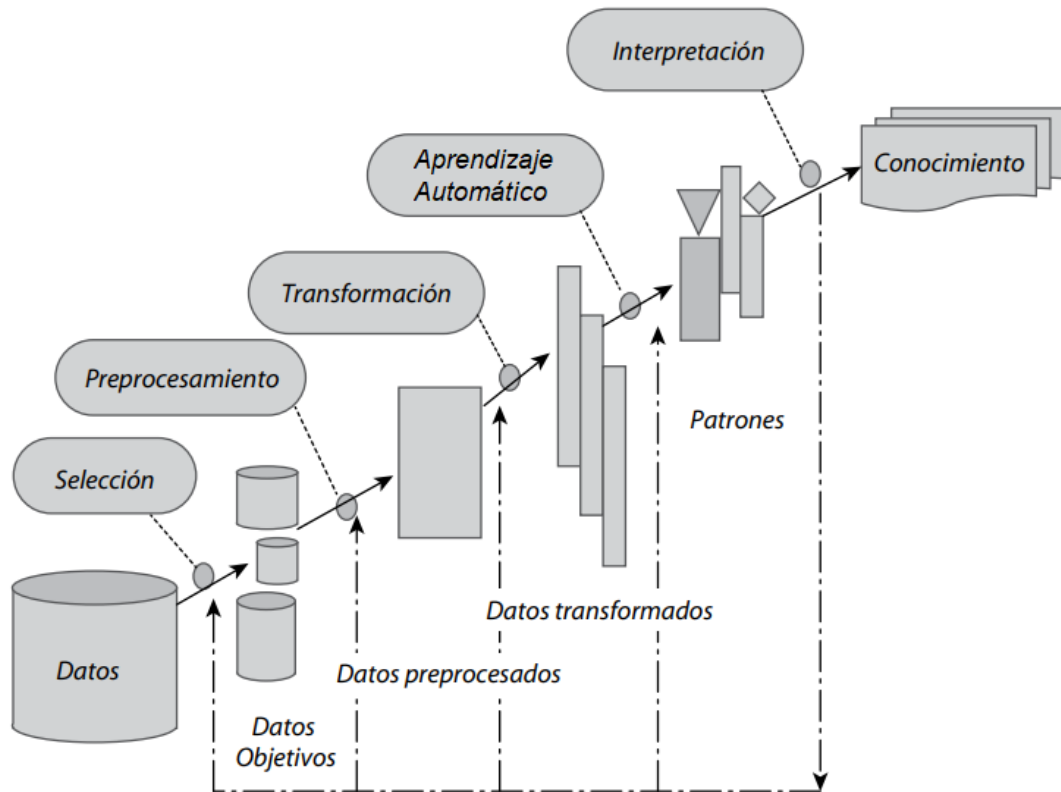 Interpretación
Conocimiento
Aprendizaje
Automático
Transformación
Preprocesamiento
Patrones
Selección
Datos transformados
Datos
Datos preprocesados
Datos
Objetivos